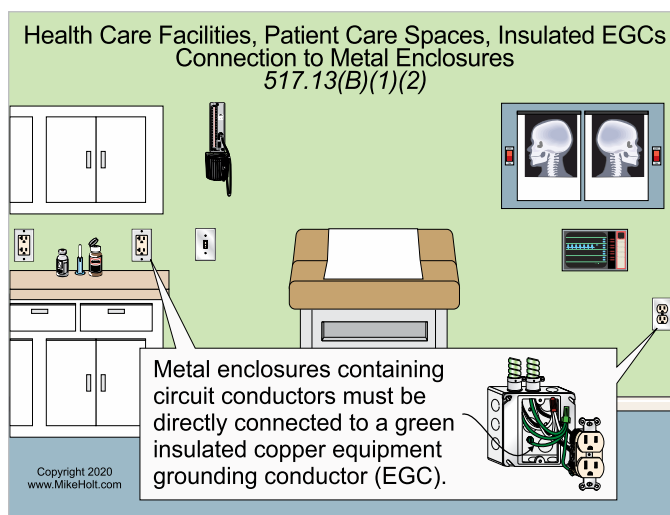 Health Care Facilities, Patient Care Spaces, Insulated EGCs
Connection to Metal Enclosures
517.13(B)(1)(2)
Metal enclosures containing
circuit conductors must be
directly connected to a green
insulated copper equipment
grounding conductor (EGC).
Copyright 2020
www.MikeHolt.com